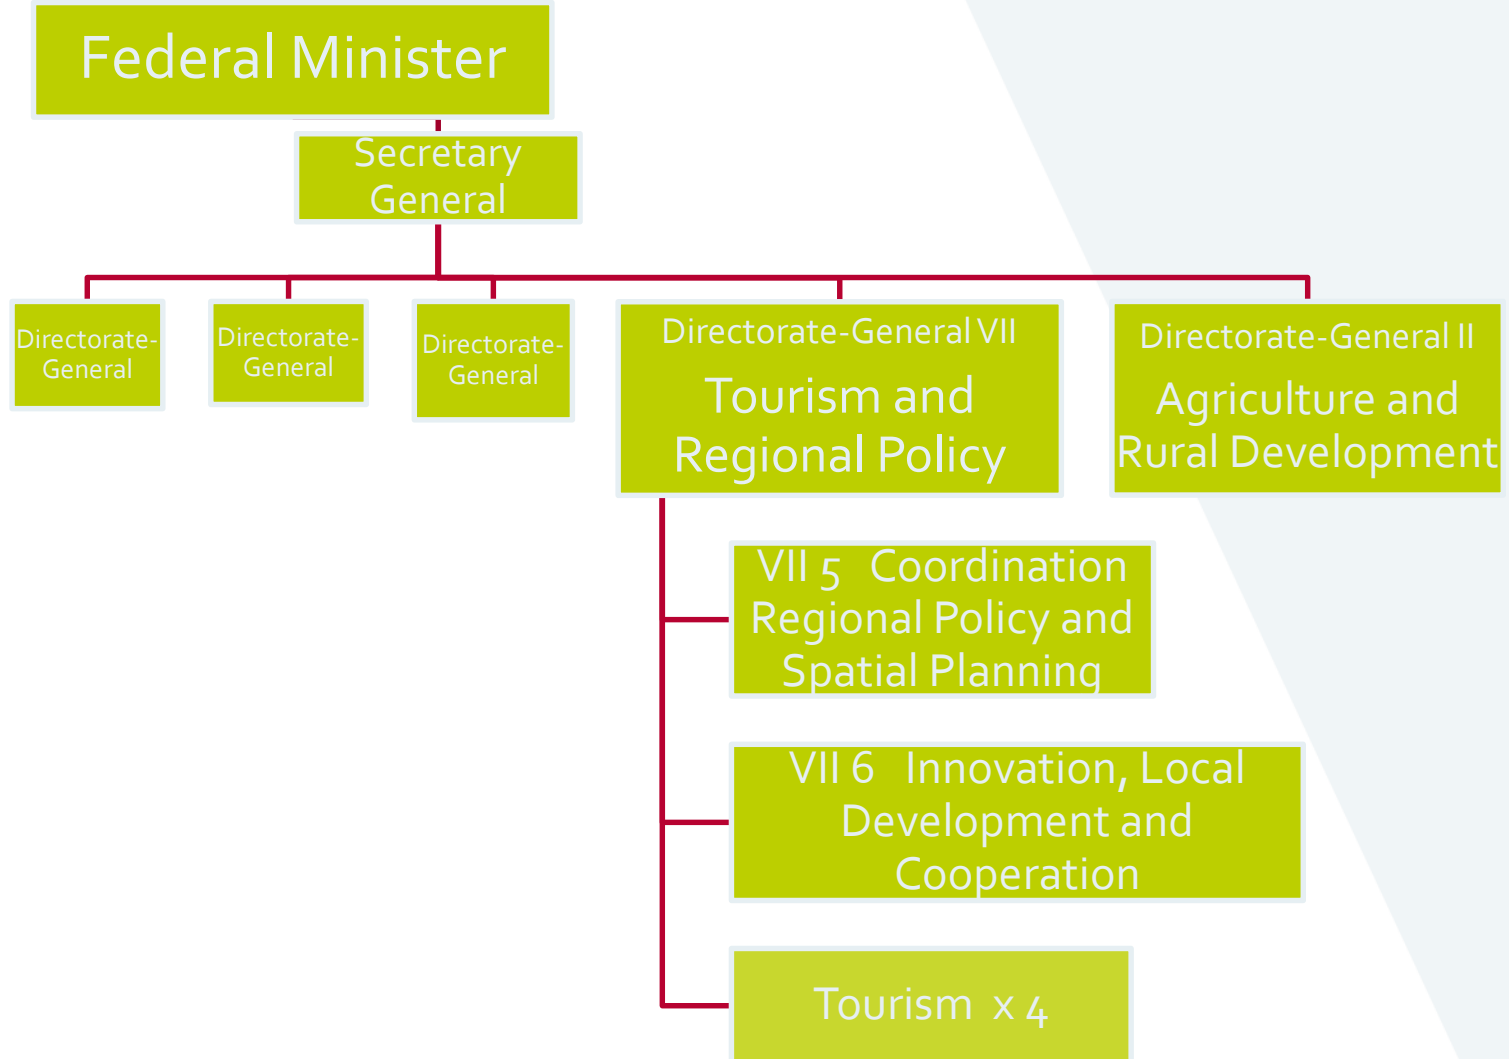 Federal Minister
Secretary
General
Directorate-
General
Directorate-
General
Directorate-
General
Directorate-General VII
Tourism and
Regional Policy
Directorate-General II
Agriculture and
Rural Development
VII 5 Coordination
Regional Policy and
Spatial Planning
VII 6 Innovation, Local
Development and
Cooperation
Tourism x 4